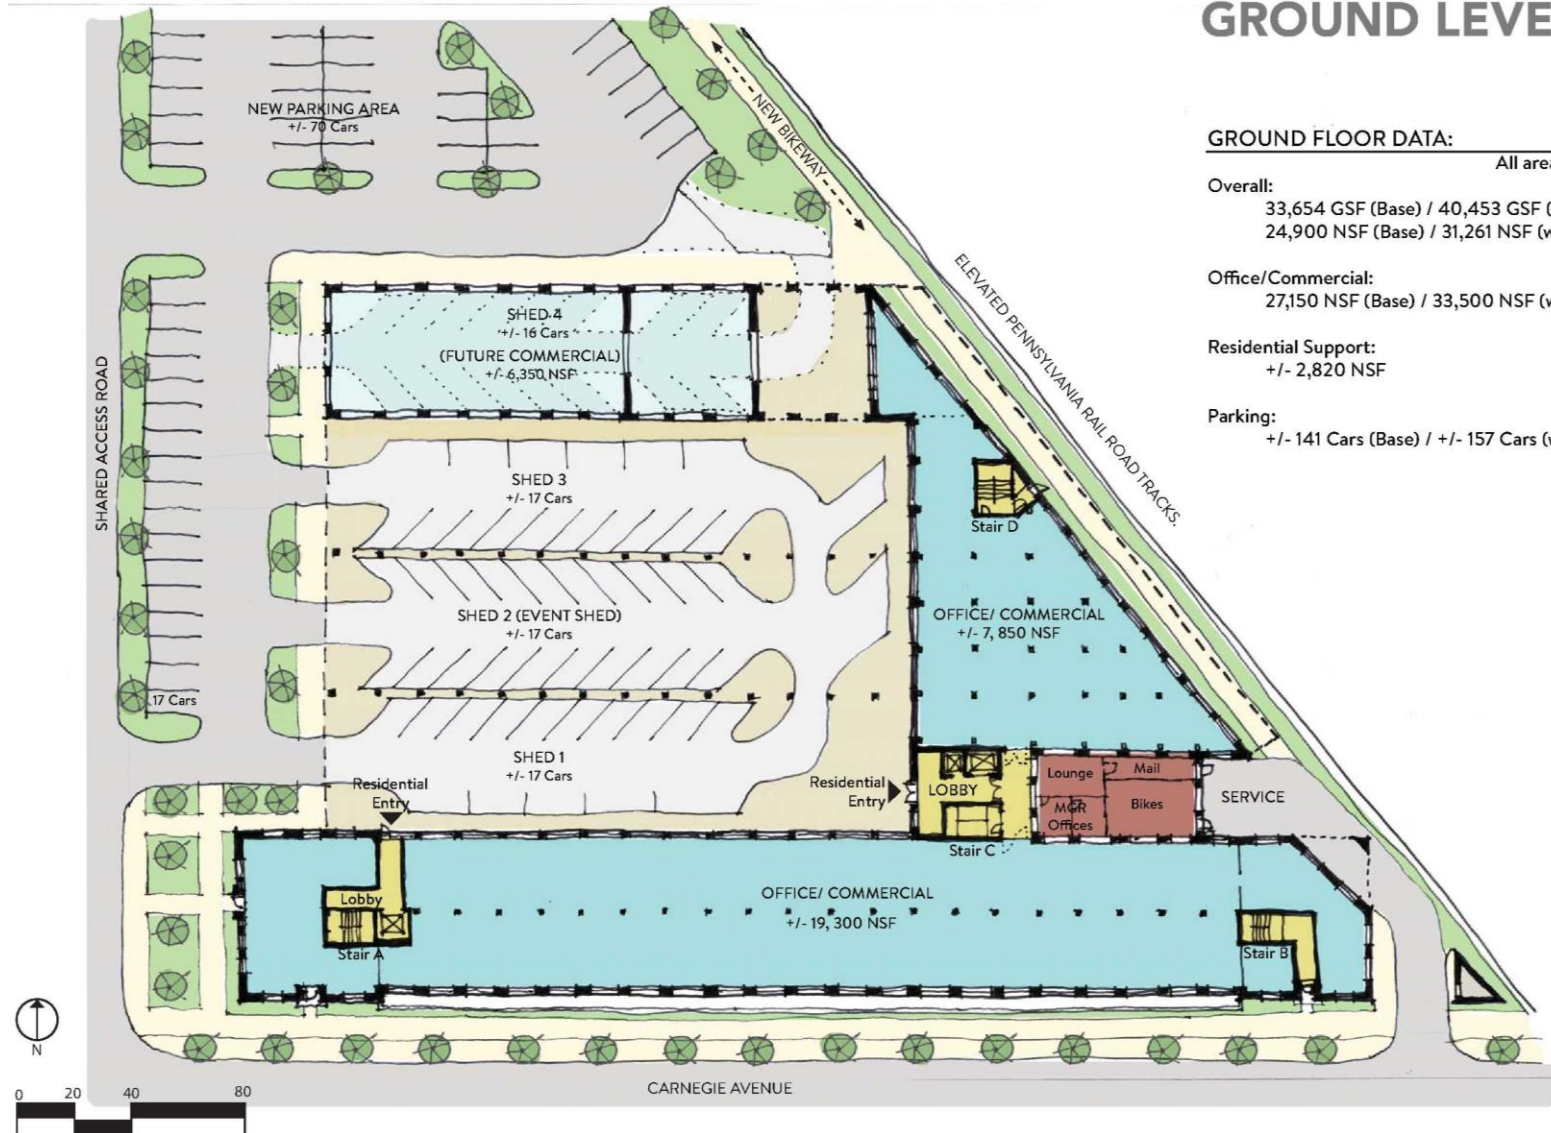 GROUND LEVE
GROUND FLOOR DATA:
All area
Overall:
33,654 GSF (Base) / 40,453 GSF (
24,900 NSF (Base) / 31,261 NSF (w
Office/Commercial:
27,150 NSF (Base) / 33,500 NSF (w
Residential Support:
+/- 2,820 NSF
Parking:
+/- 141 Cars (Base) / +/- 157 Cars (w
NEW PARKING AREA
+/- 70 Cars
NEW BIKEWAY
ELEVATED PENNSYLVANIA RAIL ROAD TRACKS.
SHARED ACCESS ROAD
SHED 4
+/- 16 Cars
(FUTURE COMMERCIAL)
+/- 6,350 NSF
SHED 3
+/- 17 Cars
Stair D
SHED 2 (EVENT SHED)
+/- 17 Cars
OFFICE/ COMMERCIAL
+/- 7, 850 NSF
17 Cars
SHED 1
+/- 17 Cars
Residential
Entry
Residential
Entry
LOBBY
Lounge
Mail
MGR
Offices
Bikes
SERVICE
Stair C
Lobby
Stair A
OFFICE/ COMMERCIAL
+/- 19, 300 NSF
Stair B
N
CARNEGIE AVENUE
0 20 40 80